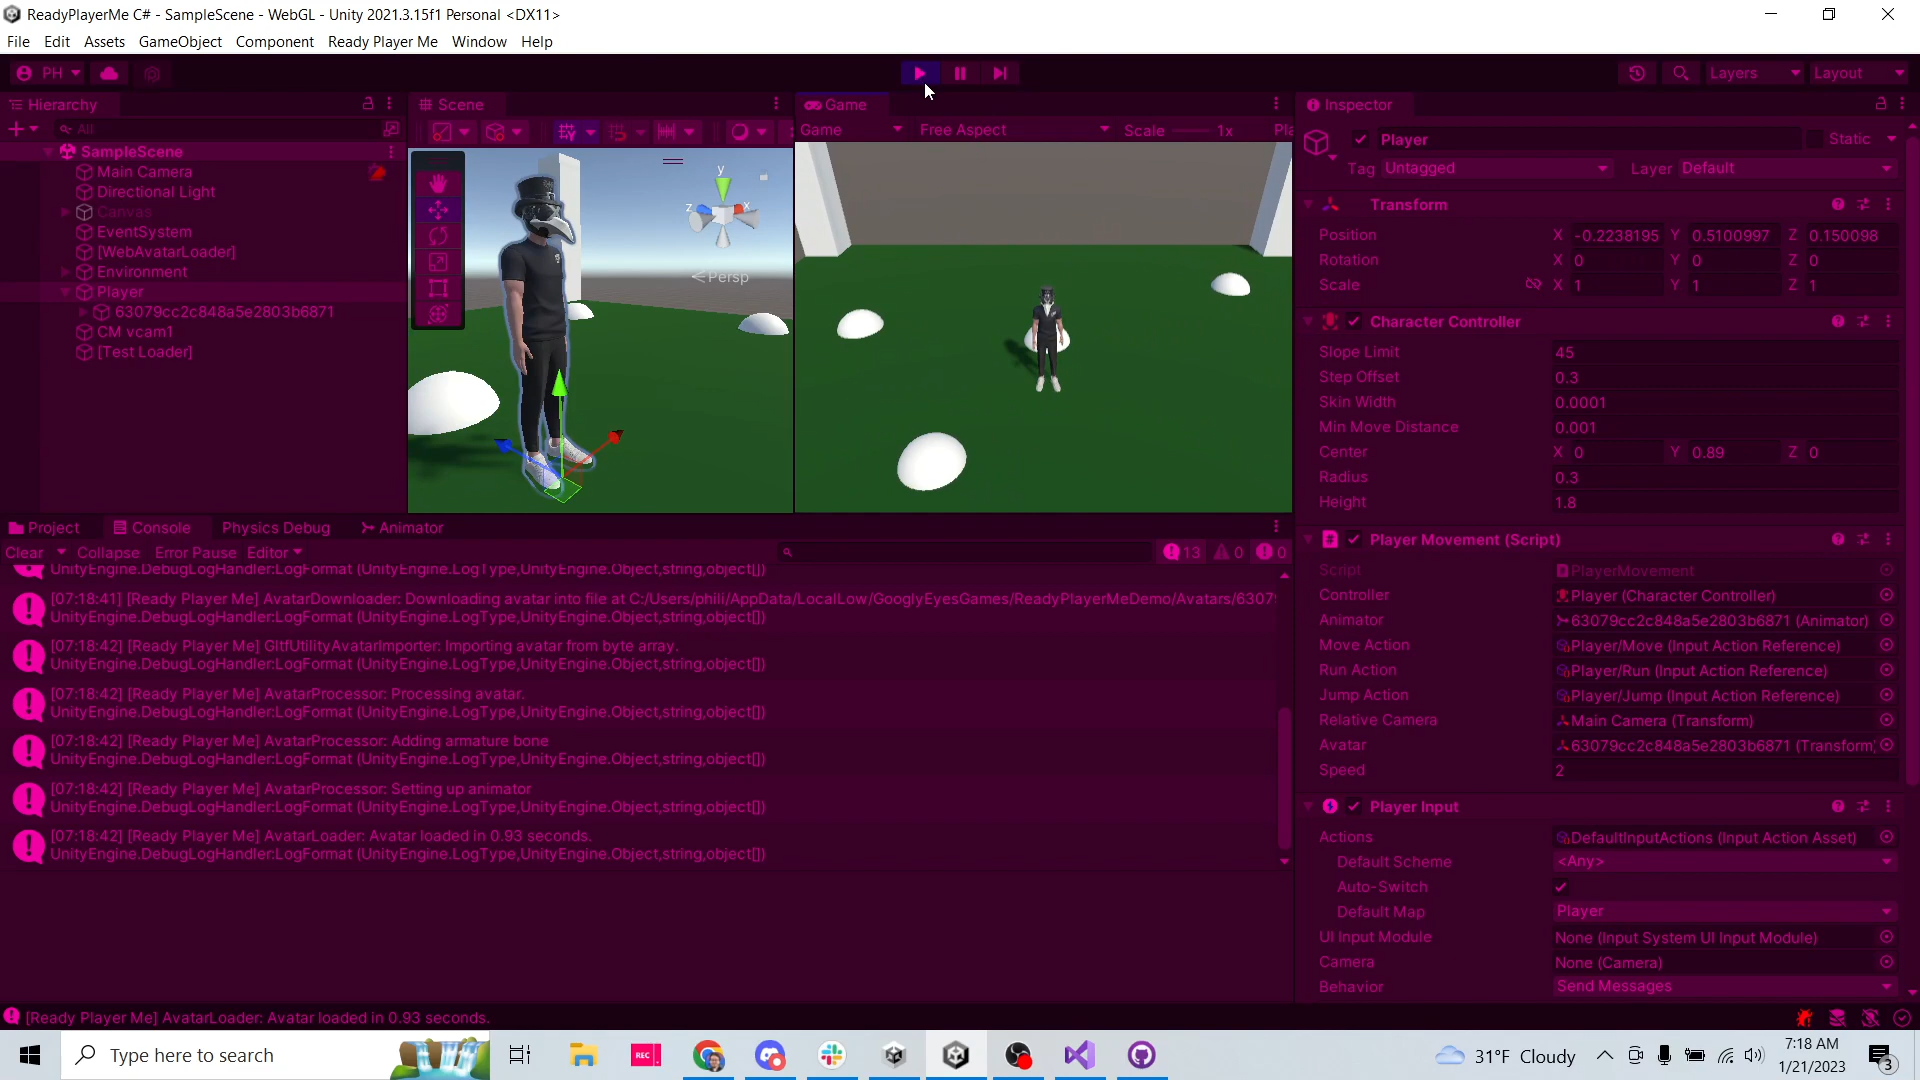 ReadyPlayerMe C# - SampleScene - WebGL - Unity 2021.3.15f1 Personal <DX11>
File Edit Assets GameObject Component Ready Player Me Window Help
PH Layers Layout
Hierarchy
All
SampleScene
Main Camera
Directional Light
Canvas
EventSystem
[WebAvatarLoader]
Environment
Player
63079cc2c848a5e2803b6871
CM vcam1
[Test Loader]
Scene
y
z x
Persp
Game
Game Free Aspect Scale 1x Pla
Inspector
Player Static
Tag Untagged Layer Default
Transform
Position X -0.2238195 Y 0.5100997 Z 0.150098
Rotation X 0 Y 0 Z 0
Scale X 1 Y 1 Z 1
Character Controller
Slope Limit 45
Step Offset 0.3
Skin Width 0.0001
Min Move Distance 0.001
Center X 0 Y 0.89 Z 0
Radius 0.3
Height 1.8
Player Movement (Script)
Script PlayerMovement
Controller Player (Character Controller)
Animator 63079cc2c848a5e2803b6871 (Animator)
Move Action Player/Move (Input Action Reference)
Run Action Player/Run (Input Action Reference)
Jump Action Player/Jump (Input Action Reference)
Relative Camera Main Camera (Transform)
Avatar 63079cc2c848a5e2803b6871 (Transform)
Speed 2
Player Input
Actions DefaultInputActions (Input Action Asset)
Default Scheme <Any>
Auto-Switch
Default Map Player
UI Input Module None (Input System UI Input Module)
Camera None (Camera)
Behavior Send Messages
Project Console Physics Debug Animator
Clear Collapse Error Pause Editor 13 0 0
UnityEngine.DebugLogHandler:LogFormat (UnityEngine.LogType,UnityEngine.Object,string,object[])
[07:18:41] [Ready Player Me] AvatarDownloader: Downloading avatar into file at C:/Users/phili/AppData/LocalLow/GooglyEyesGames/ReadyPlayerMeDemo/Avatars/6307
UnityEngine.DebugLogHandler:LogFormat (UnityEngine.LogType,UnityEngine.Object,string,object[])
[07:18:42] [Ready Player Me] GltfUtilityAvatarImporter: Importing avatar from byte array.
UnityEngine.DebugLogHandler:LogFormat (UnityEngine.LogType,UnityEngine.Object,string,object[])
[07:18:42] [Ready Player Me] AvatarProcessor: Processing avatar.
UnityEngine.DebugLogHandler:LogFormat (UnityEngine.LogType,UnityEngine.Object,string,object[])
[07:18:42] [Ready Player Me] AvatarProcessor: Adding armature bone
UnityEngine.DebugLogHandler:LogFormat (UnityEngine.LogType,UnityEngine.Object,string,object[])
[07:18:42] [Ready Player Me] AvatarProcessor: Setting up animator
UnityEngine.DebugLogHandler:LogFormat (UnityEngine.LogType,UnityEngine.Object,string,object[])
[07:18:42] [Ready Player Me] AvatarLoader: Avatar loaded in 0.93 seconds.
UnityEngine.DebugLogHandler:LogFormat (UnityEngine.LogType,UnityEngine.Object,string,object[])
[Ready Player Me] AvatarLoader: Avatar loaded in 0.93 seconds.
Type here to search
REC
31°F Cloudy
7:18 AM
1/21/2023
3